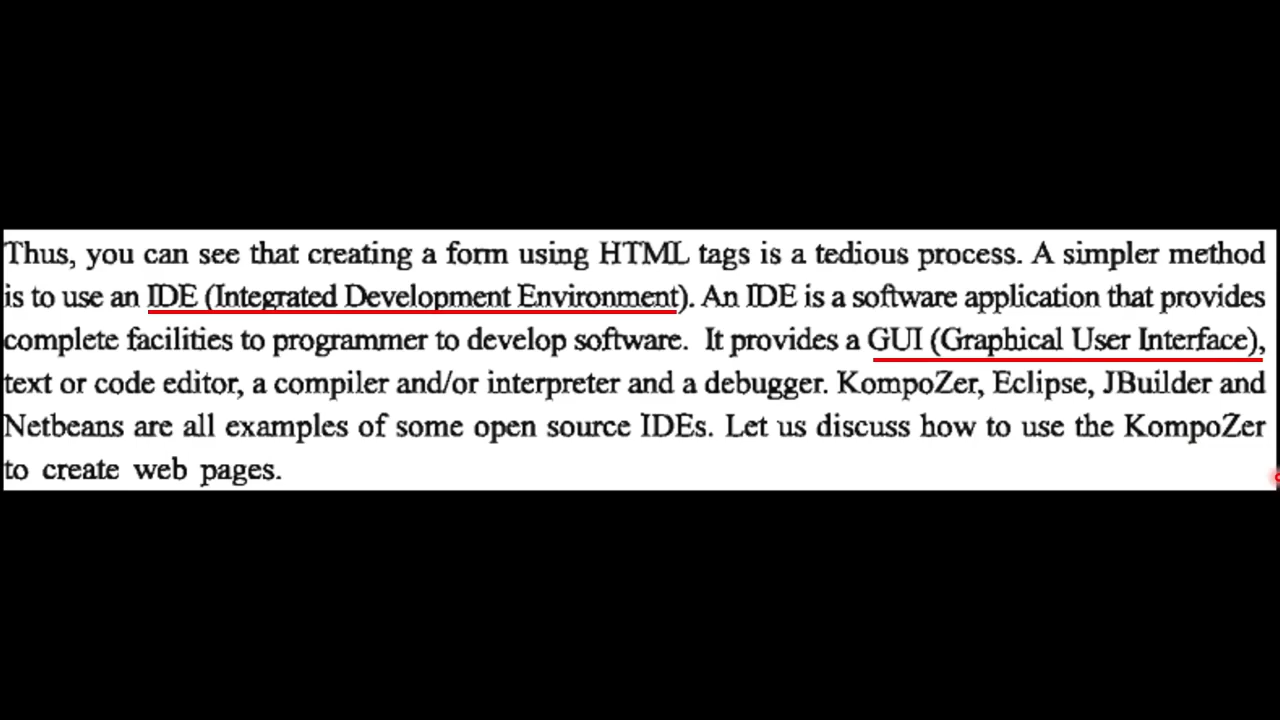 Thus, you can see that creating a form using HTML tags is a tedious process. A simpler method
is to use an IDE (Integrated Development Environment). An IDE is a software application that provides
complete facilities to programmer to develop software. It provides a GUI (Graphical User Interface),
text or code editor, a compiler and/or interpreter and a debugger. KompoZer, Eclipse, JBuilder and
Netbeans are all examples of some open source IDEs. Let us discuss how to use the KompoZer
to create web pages.